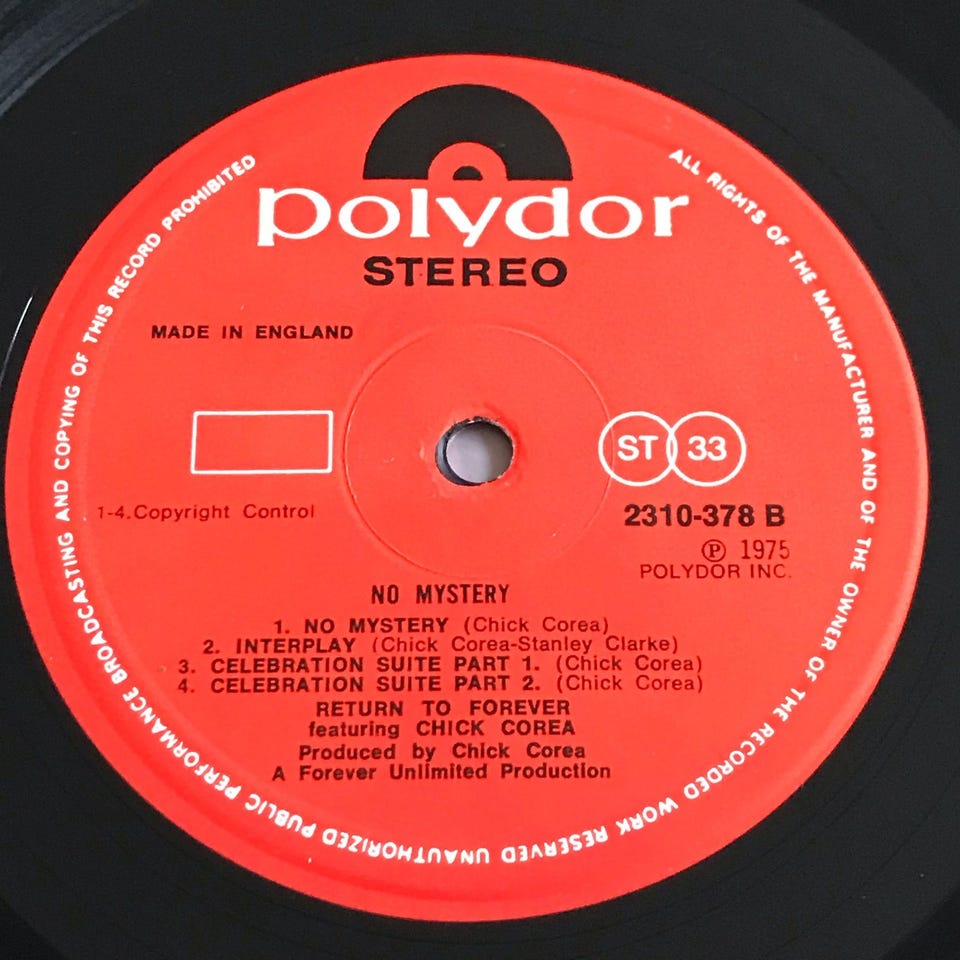 polydor
STEREO
MADE IN ENGLAND
ST 33
1-4.Copyright Control
2310-378 B
Ⓟ 1975
POLYDOR INC.
NO MYSTERY
1. NO MYSTERY (Chick Corea)
2. INTERPLAY (Chick Corea-Stanley Clarke)
3. CELEBRATION SUITE PART 1. (Chick Corea)
4. CELEBRATION SUITE PART 2. (Chick Corea)
RETURN TO FOREVER
featuring CHICK COREA
Produced by Chick Corea
A Forever Unlimited Production
ALL RIGHTS OF THE MANUFACTURER AND OF THE OWNER OF THE RECORDED WORK RESERVED UNAUTHORIZED PUBLIC PERFORMANCE BROADCASTING AND COPYING OF THIS RECORD PROHIBITED